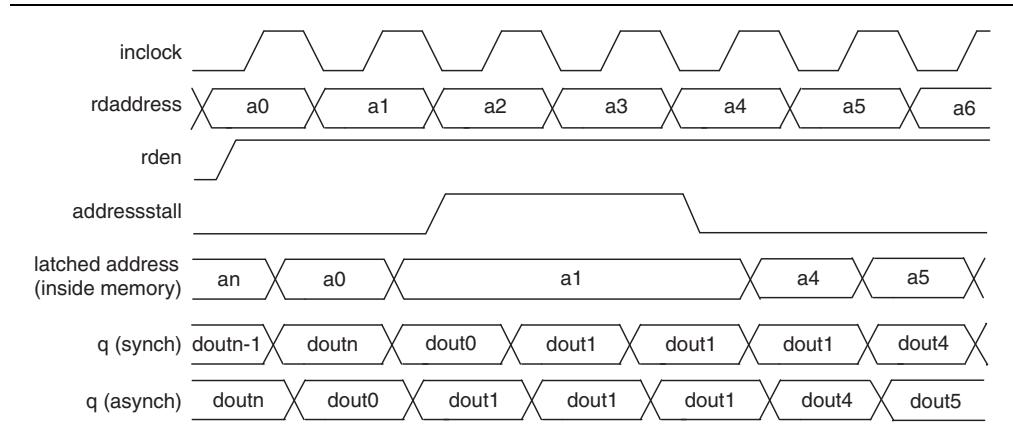 inclock
rdaddress a0 a1 a2 a3 a4 a5 a6
rden
addressstall
latched address
(inside memory) an a0 a1 a4 a5
q (synch) doutn-1 doutn dout0 dout1 dout1 dout1 dout4
q (asynch) doutn dout0 dout1 dout1 dout1 dout4 dout5